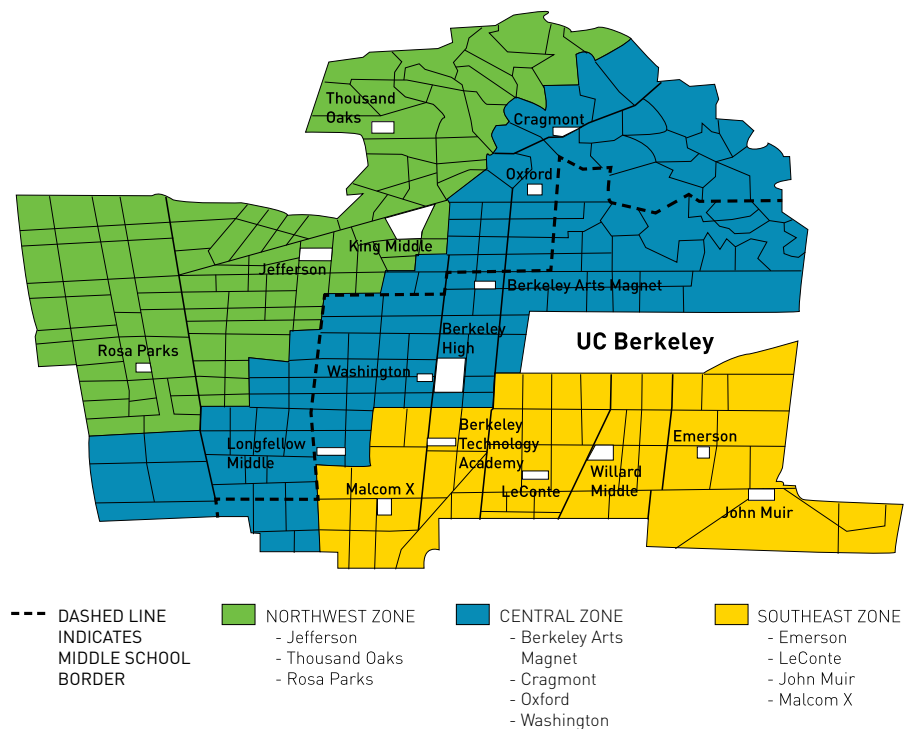 Thousand
Oaks
Cragmont
Oxford
King Middle
Jefferson
Berkeley Arts Magnet
Berkeley
High
UC Berkeley
Rosa Parks
Washington
Berkeley
Technology
Academy
Longfellow
Middle
Emerson
Willard
Middle
LeConte
Malcom X
John Muir
DASHED LINE
INDICATES
MIDDLE SCHOOL
BORDER
NORTHWEST ZONE
- Jefferson
- Thousand Oaks
- Rosa Parks
CENTRAL ZONE
- Berkeley Arts
Magnet
- Cragmont
- Oxford
- Washington
SOUTHEAST ZONE
- Emerson
- LeConte
- John Muir
- Malcom X